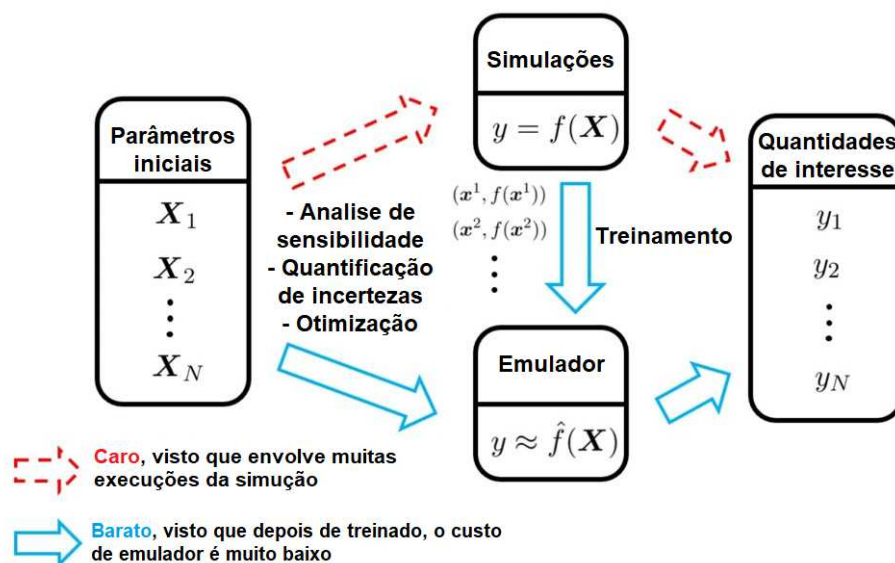 Parâmetros
iniciais
X₁
X₂
⋮
X_N
- Analise de
sensibilidade
- Quantificação
de incertezas
- Otimização
Simulações
y = f(X)
(x¹, f(x¹))
(x², f(x²))
⋮
Treinamento
Emulador
y ≈ f̂(X)
Quantidades
de interesse
y₁
y₂
⋮
y_N
Caro, visto que envolve muitas
execuções da simução
Barato, visto que depois de treinado, o custo
de emulador é muito baixo